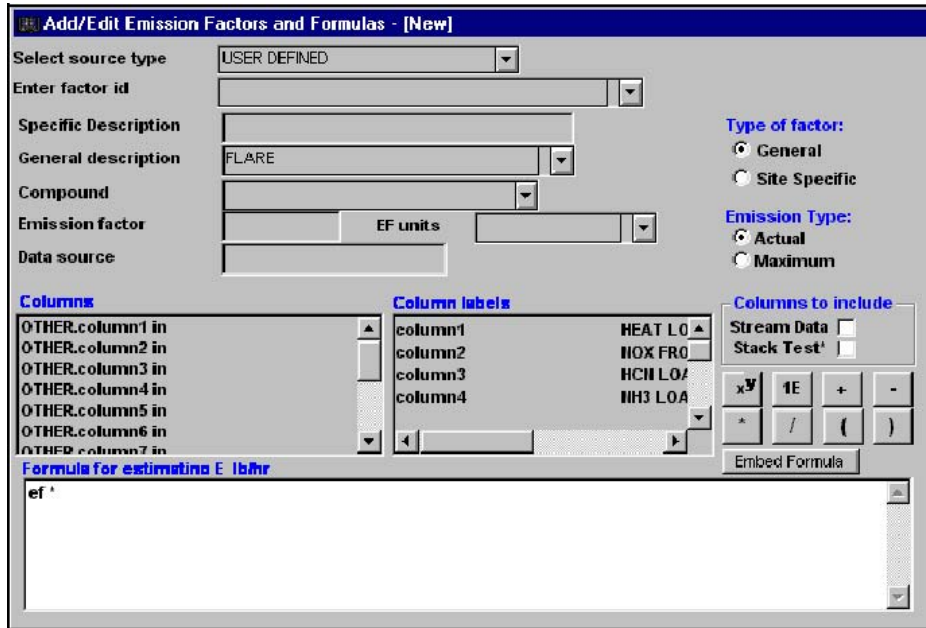 Add/Edit Emission Factors and Formulas - [New]
Select source type USER DEFINED
Enter factor id
Specific Description
General description FLARE
Compound
Emission factor EF units
Data source
Type of factor:
General
Site Specific
Emission Type:
Actual
Maximum
Columns
OTHER.column1 in
OTHER.column2 in
OTHER.column3 in
OTHER.column4 in
OTHER.column5 in
OTHER.column6 in
OTHER.column7 in
Column labels
column1 HEAT LO
column2 NOX FRO
column3 HCN LOA
column4 NH3 LOA
Columns to include
Stream Data
Stack Test*
xy 1E + -
* / ( )
Embed Formula
Formula for estimating E lb/hr
ef *